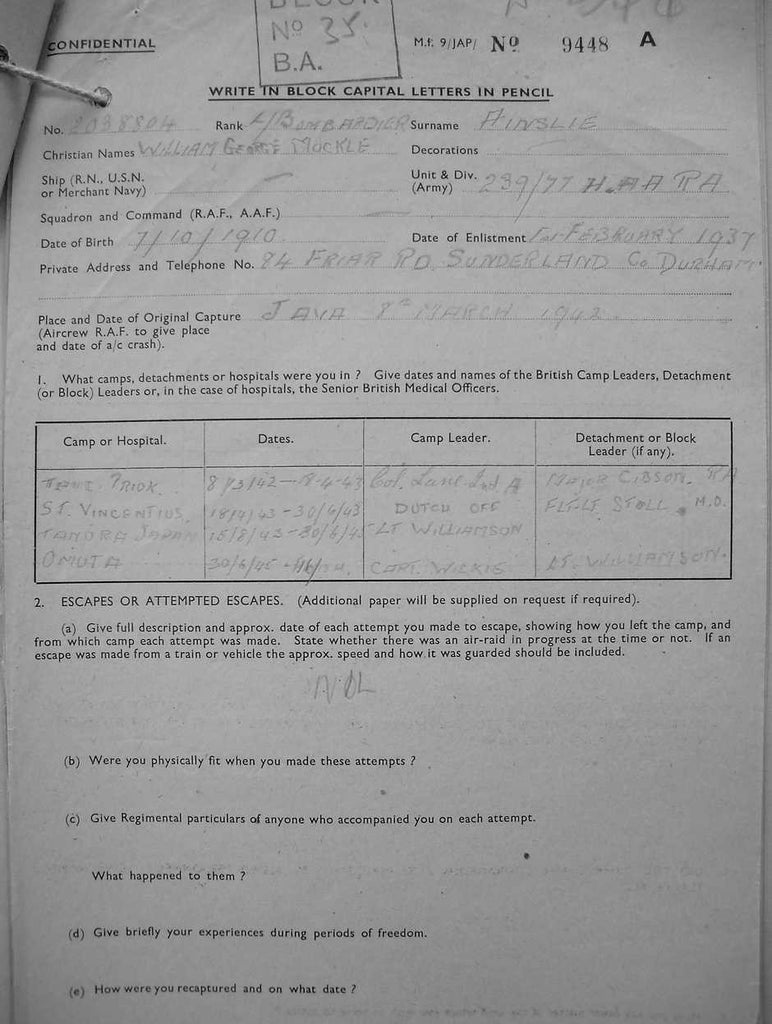 BLOCK
Nº 35.
B.A.
CONFIDENTIAL
M.I. 9/JAP/ Nº 9448 A
WRITE IN BLOCK CAPITAL LETTERS IN PENCIL
No. 2038804 Rank L/BOMBARDIER Surname AINSLIE
Christian Names WILLIAM GEORGE MUCKLE Decorations
Ship (R.N., U.S.N. or Merchant Navy) Unit & Div. (Army) 239/77 H.AA RA
Squadron and Command (R.A.F., A.A.F.)
Date of Birth 7/10/1910 Date of Enlistment FEBRUARY 1937
Private Address and Telephone No. 84 FRIAR RD SUNDERLAND Co. DURHAM.
Place and Date of Original Capture JAVA 8TH MARCH 1942
(Aircrew R.A.F. to give place
and date of a/c crash).
1. What camps, detachments or hospitals were you in ? Give dates and names of the British Camp Leaders, Detachment
(or Block) Leaders or, in the case of hospitals, the Senior British Medical Officers.
Camp or Hospital. Dates. Camp Leader. Detachment or Block Leader (if any).
PRIOK 8/3/42 Col. Lane MAJOR GIBSON. RA
ST. VINCENTIUS 30/4/43 DUTCH OFF FLT-LT STOLL M.O.
JAPAN 15/8/43 LT WILLIAMSON
OMUTA 30/6/45 CAPT. WILKIE LT. WILLIAMSON.
2. ESCAPES OR ATTEMPTED ESCAPES. (Additional paper will be supplied on request if required).
(a) Give full description and approx. date of each attempt you made to escape, showing how you left the camp, and
from which camp each attempt was made. State whether there was an air-raid in progress at the time or not. If an
escape was made from a train or vehicle the approx. speed and how it was guarded should be included.
NIL
(b) Were you physically fit when you made these attempts ?
(c) Give Regimental particulars of anyone who accompanied you on each attempt.
What happened to them ?
(d) Give briefly your experiences during periods of freedom.
(e) How were you recaptured and on what date ?